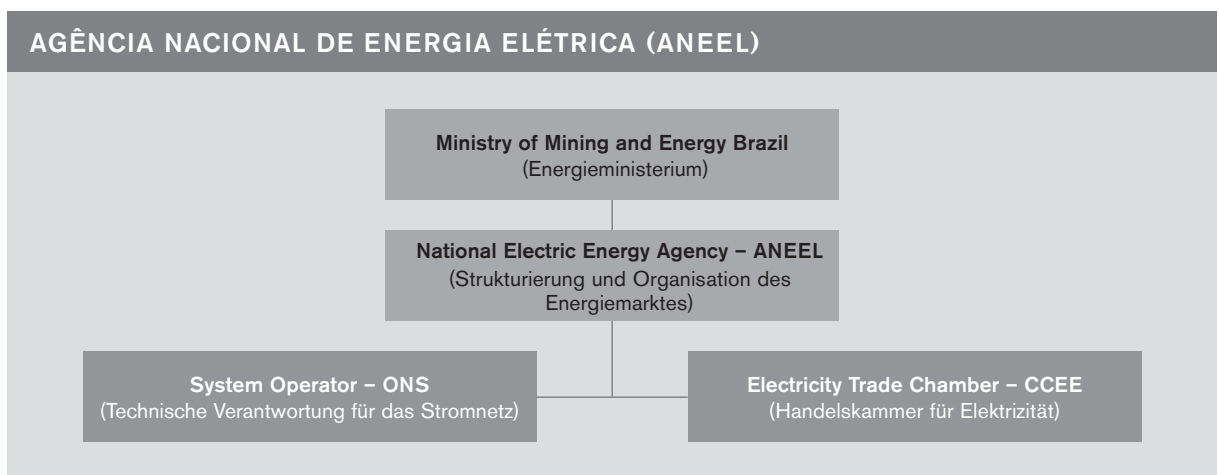 AGÊNCIA NACIONAL DE ENERGIA ELÉTRICA (ANEEL)
Ministry of Mining and Energy Brazil
(Energieministerium)
National Electric Energy Agency – ANEEL
(Strukturierung und Organisation des
Energiemarktes)
System Operator – ONS
(Technische Verantwortung für das Stromnetz)
Electricity Trade Chamber – CCEE
(Handelskammer für Elektrizität)